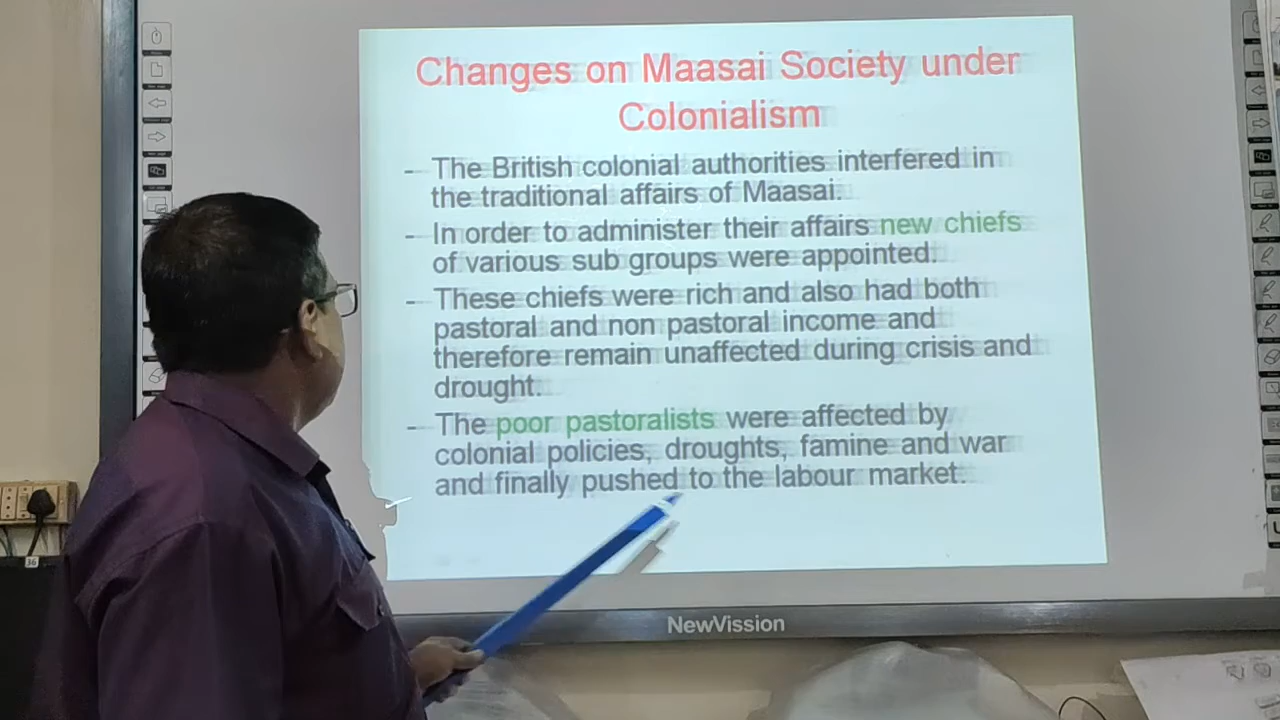 Changes on Maasai Society under
Colonialism
– The British colonial authorities interfered in
the traditional affairs of Maasai.
– In order to administer their affairs new chiefs
of various sub groups were appointed.
– These chiefs were rich and also had both
pastoral and non pastoral income and
therefore remain unaffected during crisis and
drought.
– The poor pastoralists were affected by
colonial policies, droughts, famine and war
and finally pushed to the labour market.
NewVission
36